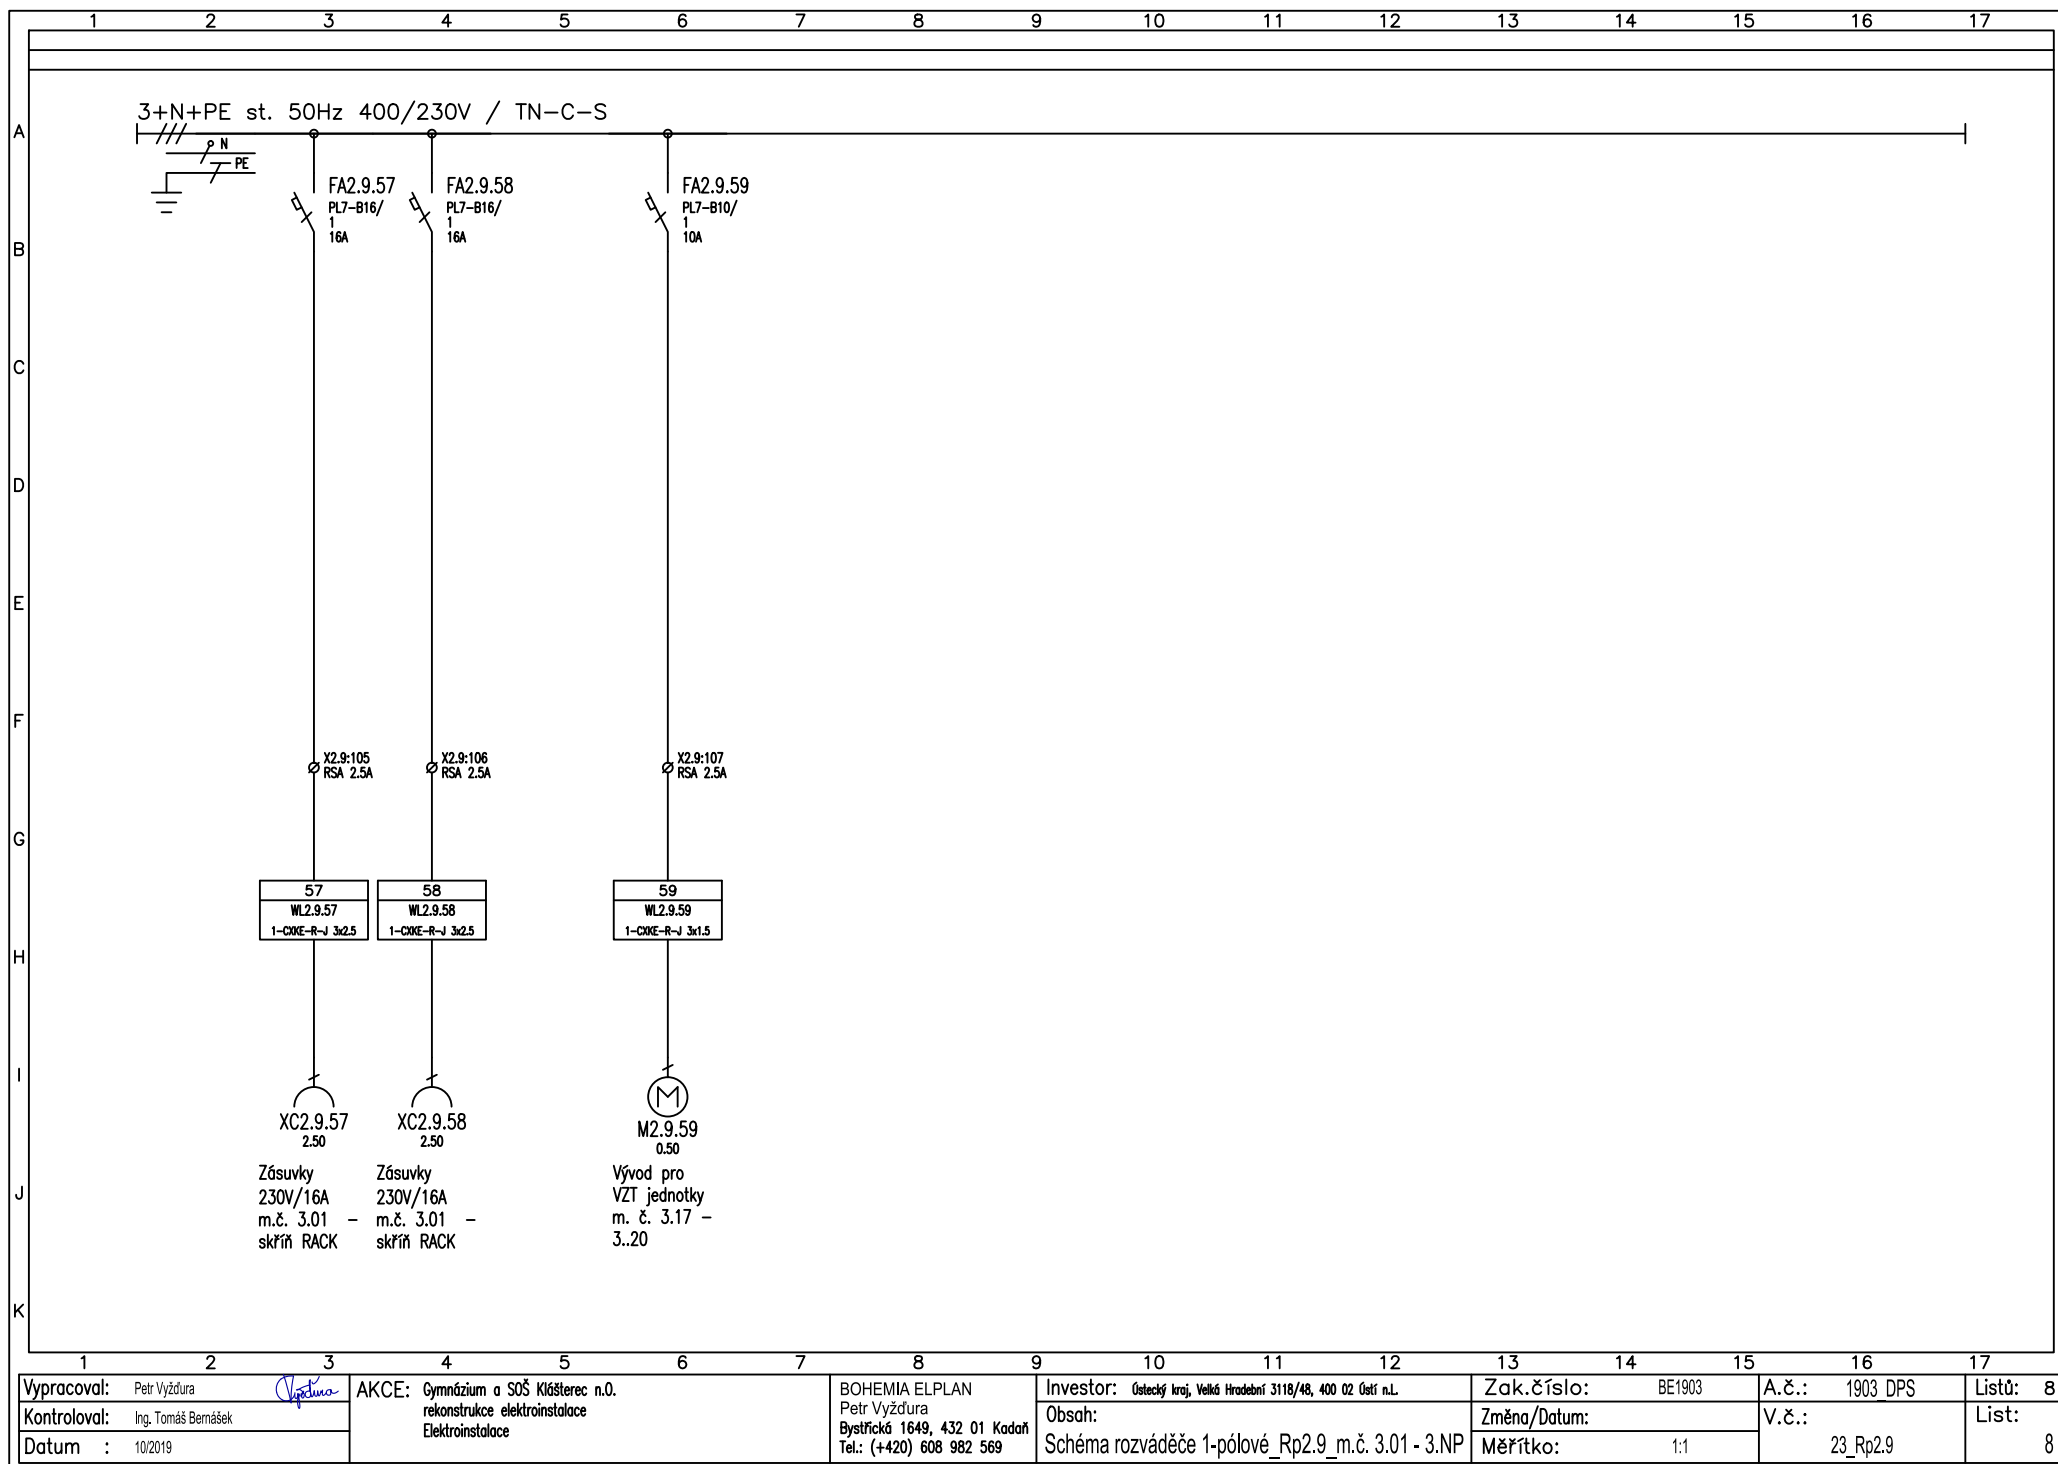 1 2 3 4 5 6 7 8 9 10 11 12 13 14 15 16 17
3+N+PE st. 50Hz 400/230V / TN-C-S
A
N
PE
FA2.9.57
PL7-B16/
1
16A
FA2.9.58
PL7-B16/
1
16A
FA2.9.59
PL7-B10/
1
10A
B
C
D
E
F
X2.9:105
RSA 2.5A
X2.9:106
RSA 2.5A
X2.9:107
RSA 2.5A
G
57
WL2.9.57
1-CXKE-R-J 3x2.5
58
WL2.9.58
1-CXKE-R-J 3x2.5
59
WL2.9.59
1-CXKE-R-J 3x1.5
H
I
XC2.9.57
2.50
XC2.9.58
2.50
M
M2.9.59
0.50
J
Zásuvky
230V/16A
m.č. 3.01 -
skříň RACK
Zásuvky
230V/16A
m.č. 3.01 -
skříň RACK
Vývod pro
VZT jednotky
m. č. 3.17 -
3..20
K
1 2 3 4 5 6 7 8 9 10 11 12 13 14 15 16 17
Vypracoval: Petr Vyžďura Vyžďura
Kontroloval: Ing. Tomáš Bernášek
Datum : 10/2019
AKCE: Gymnázium a SOŠ Klášterec n.O.
rekonstrukce elektroinstalace
Elektroinstalace
BOHEMIA ELPLAN
Petr Vyžďura
Bystřická 1649, 432 01 Kadaň
Tel.: (+420) 608 982 569
Investor: Ústecký kraj, Velká Hradební 3118/48, 400 02 Ústí n.L.
Obsah:
Schéma rozváděče 1-pólové_Rp2.9_m.č. 3.01 - 3.NP
Zak.číslo: BE1903
Změna/Datum:
Měřítko: 1:1
A.č.: 1903_DPS
V.č.:
23_Rp2.9
Listů: 8
List:
8